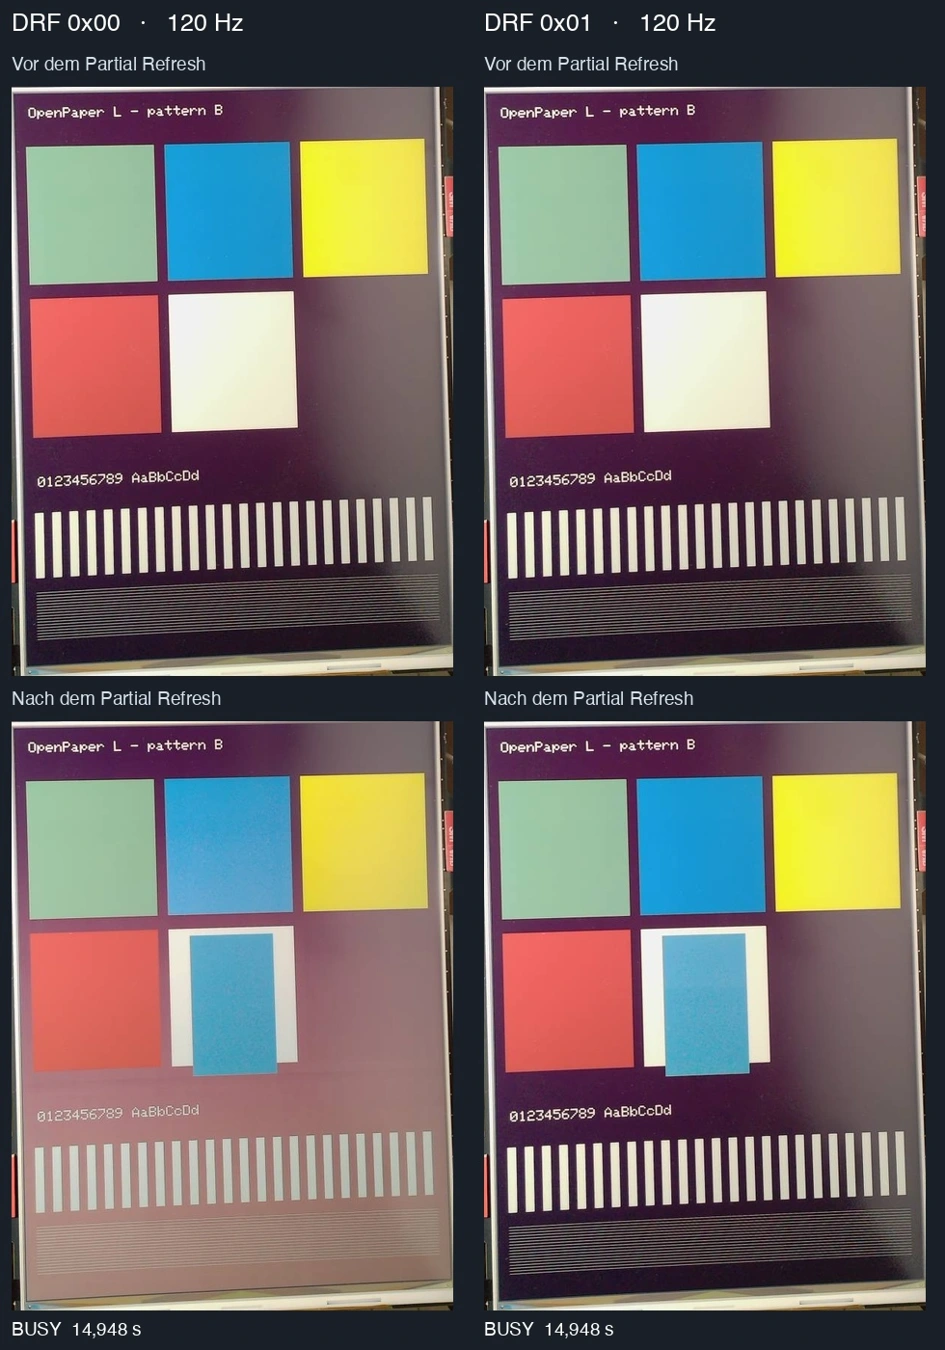 DRF 0x00 · 120 Hz
Vor dem Partial Refresh
OpenPaper L - pattern B
0123456789 AaBbCcDd
Nach dem Partial Refresh
OpenPaper L - pattern B
0123456789 AaBbCcDd
BUSY 14,948 s
DRF 0x01 · 120 Hz
Vor dem Partial Refresh
OpenPaper L - pattern B
0123456789 AaBbCcDd
Nach dem Partial Refresh
OpenPaper L - pattern B
0123456789 AaBbCcDd
BUSY 14,948 s